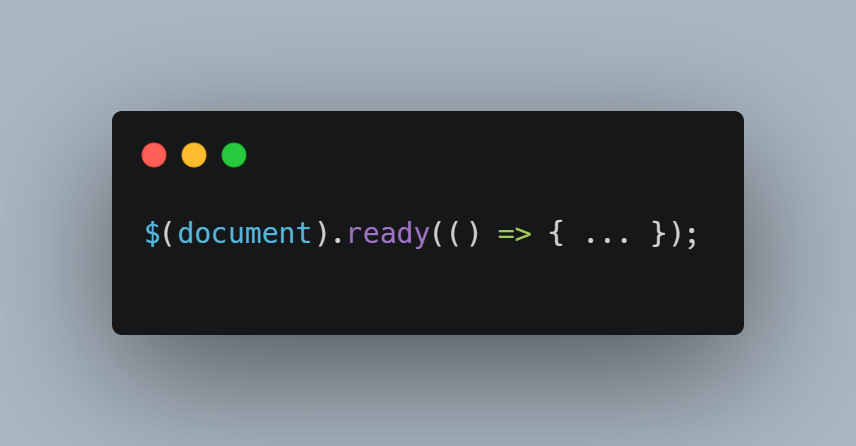 $(document).ready(() => { ... });